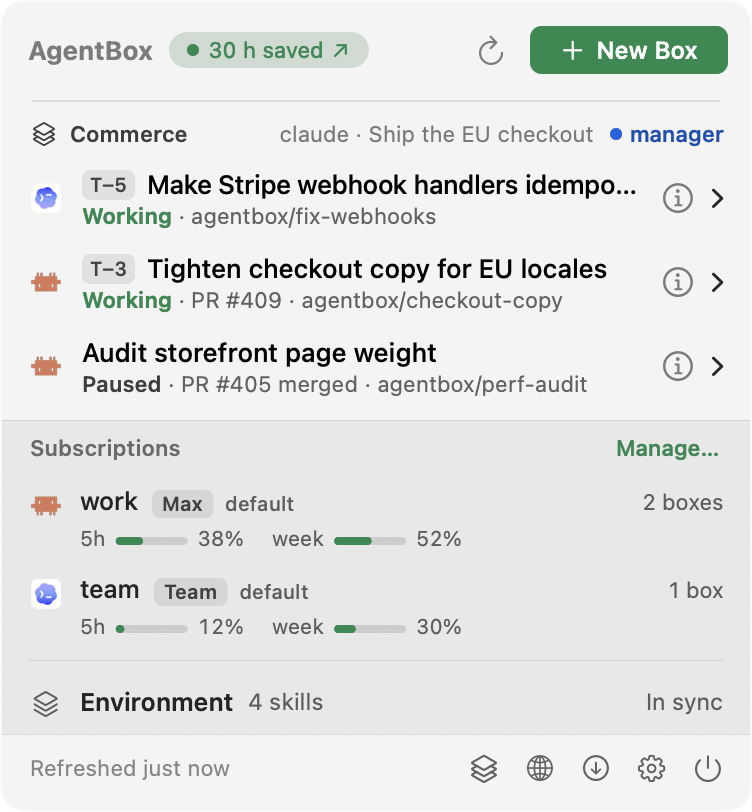 AgentBox 30 h saved ↗ + New Box
Commerce claude · Ship the EU checkout manager
T–5 Make Stripe webhook handlers idempo...
Working · agentbox/fix-webhooks
T–3 Tighten checkout copy for EU locales
Working · PR #409 · agentbox/checkout-copy
Audit storefront page weight
Paused · PR #405 merged · agentbox/perf-audit
Subscriptions Manage...
work Max default 2 boxes
5h 38% week 52%
team Team default 1 box
5h 12% week 30%
Environment 4 skills In sync
Refreshed just now